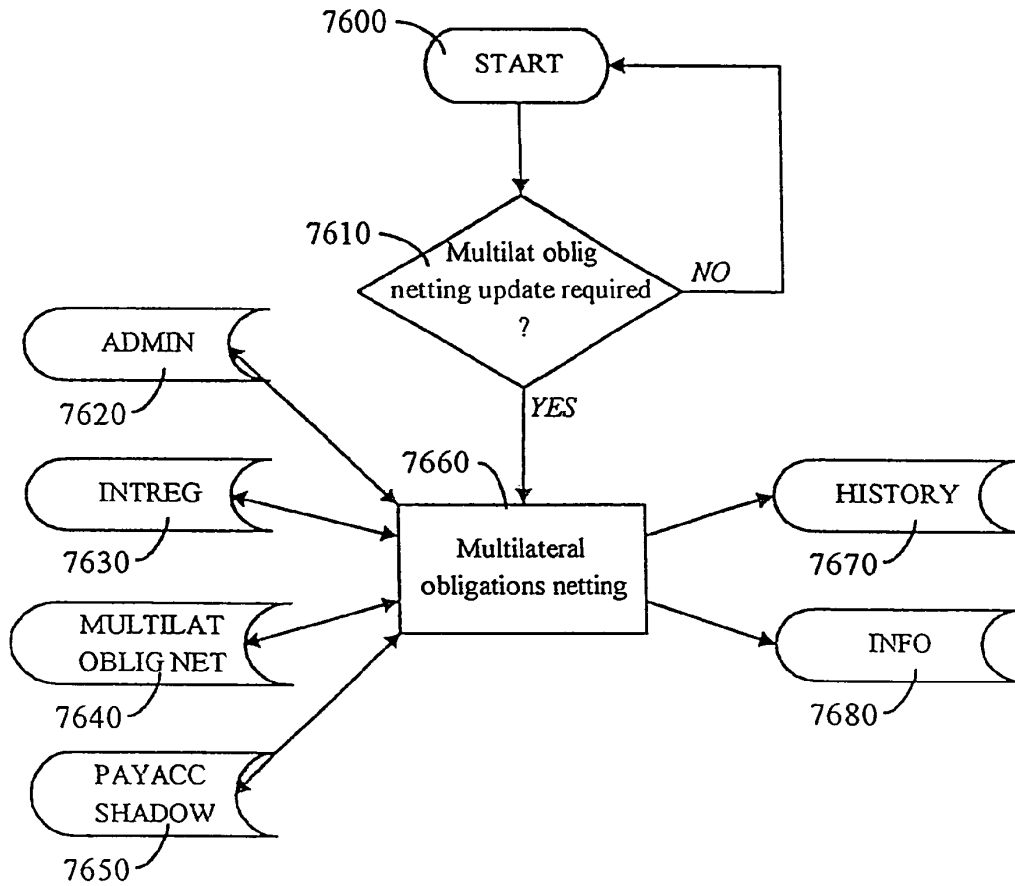 7600
START
7610
Multilat oblig
netting update required
?
NO
YES
ADMIN
7620
INTREG
7630
MULTILAT
OBLIG NET
7640
PAYACC
SHADOW
7650
7660
Multilateral
obligations netting
HISTORY
7670
INFO
7680